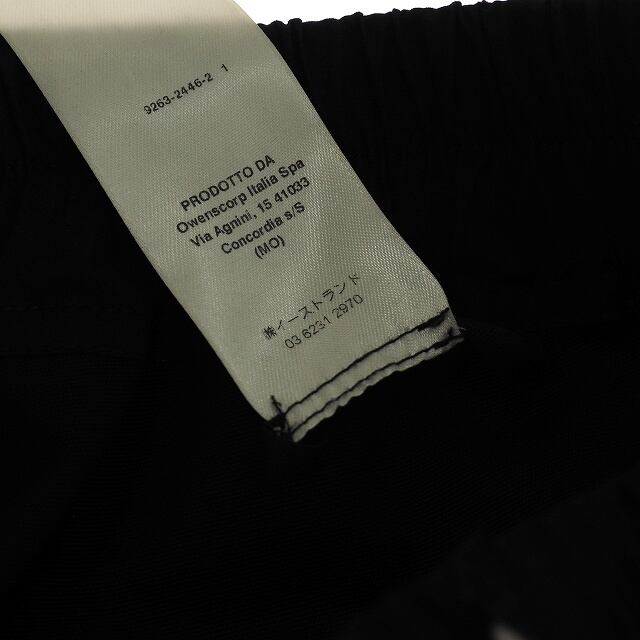 9263-2446-2 1
PRODOTTO DA
Owenscorp Italia Spa
Via Agnini, 15 41033
Concordia s/S
(MO)
㈱イーストランド
03 6231 2970